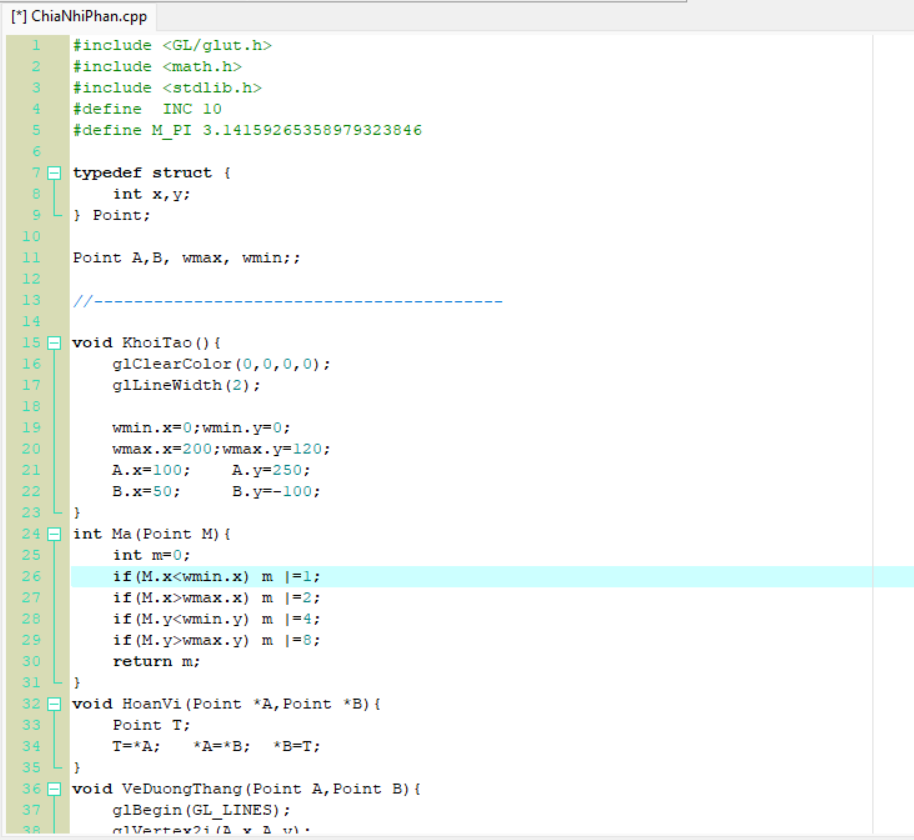 [*] ChiaNhiPhan.cpp
1 #include <GL/glut.h>
2 #include <math.h>
3 #include <stdlib.h>
4 #define  INC 10
5 #define M_PI 3.14159265358979323846
6
7 typedef struct {
8     int x,y;
9 } Point;
10
11 Point A,B, wmax, wmin;;
12
13 //-----------------------------------------
14
15 void KhoiTao(){
16     glClearColor(0,0,0,0);
17     glLineWidth(2);
18
19     wmin.x=0;wmin.y=0;
20     wmax.x=200;wmax.y=120;
21     A.x=100;    A.y=250;
22     B.x=50;     B.y=-100;
23 }
24 int Ma(Point M){
25     int m=0;
26     if(M.x<wmin.x) m |=1;
27     if(M.x>wmax.x) m |=2;
28     if(M.y<wmin.y) m |=4;
29     if(M.y>wmax.y) m |=8;
30     return m;
31 }
32 void HoanVi(Point *A,Point *B){
33     Point T;
34     T=*A;   *A=*B;  *B=T;
35 }
36 void VeDuongThang(Point A,Point B){
37     glBegin(GL_LINES);
38     glVertex2i(A.x,A.y);